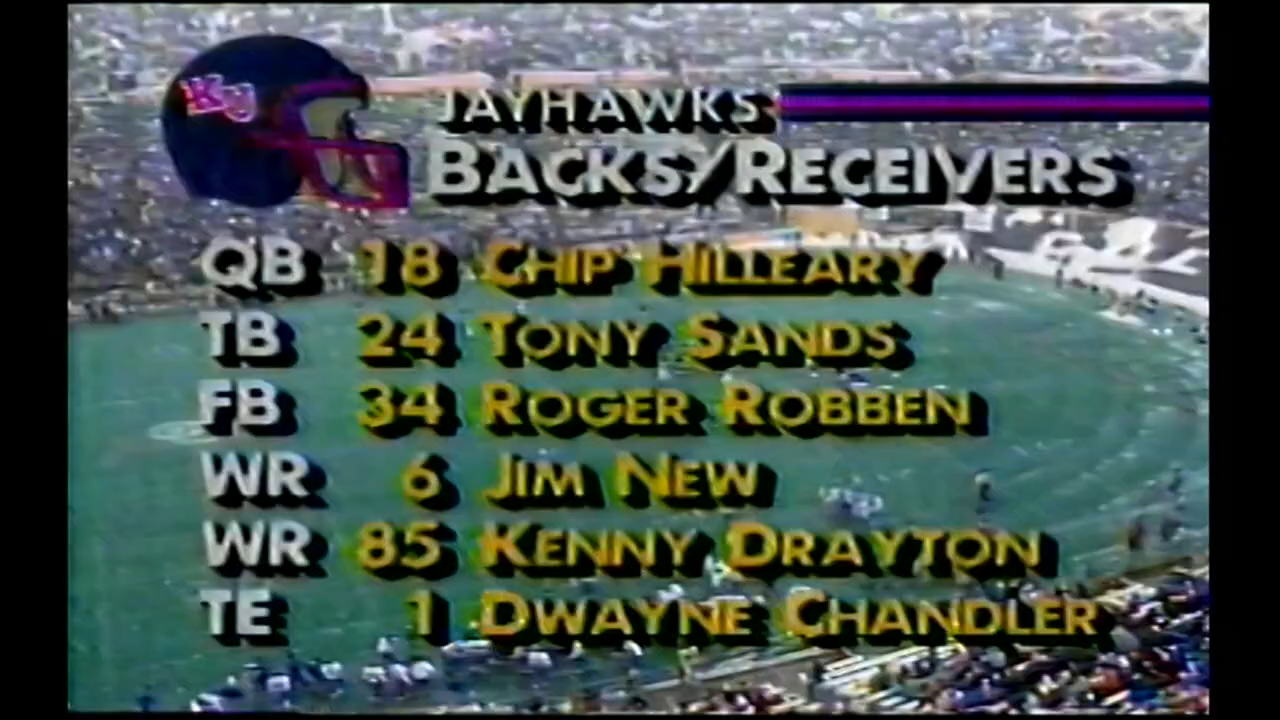 KU
JAYHAWKS
BACKS/RECEIVERS
QB 18 CHIP HILLEARY
TB 24 TONY SANDS
FB 34 ROGER ROBBEN
WR 6 JIM NEW
WR 85 KENNY DRAYTON
TE 1 DWAYNE CHANDLER